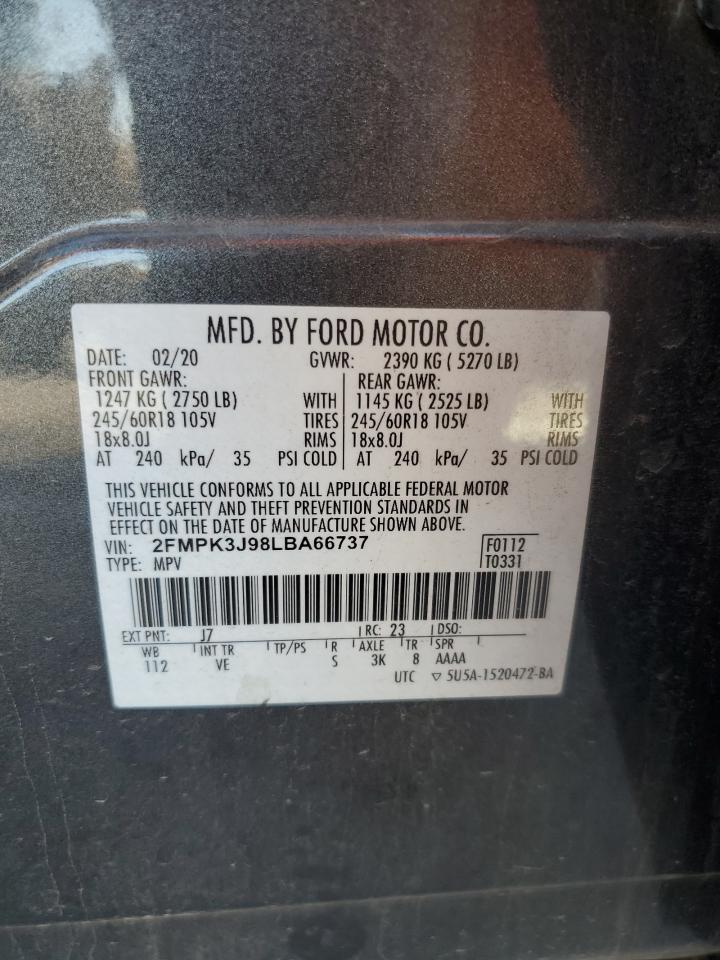 MFD. BY FORD MOTOR CO.
DATE: 02/20 GVWR: 2390 KG ( 5270 LB)
FRONT GAWR: REAR GAWR:
1247 KG ( 2750 LB) WITH 1145 KG ( 2525 LB) WITH
245/60R18 105V TIRES 245/60R18 105V TIRES
18x8.0J RIMS 18x8.0J RIMS
AT 240 kPa/ 35 PSI COLD AT 240 kPa/ 35 PSI COLD
THIS VEHICLE CONFORMS TO ALL APPLICABLE FEDERAL MOTOR
VEHICLE SAFETY AND THEFT PREVENTION STANDARDS IN
EFFECT ON THE DATE OF MANUFACTURE SHOWN ABOVE.
VIN: 2FMPK3J98LBA66737 F0112
TYPE: MPV T0331
EXT PNT: J7 RC: 23 DSO:
WB INT TR TP/PS R AXLE TR SPR
112 VE S 3K 8 AAAA
UTC ▽ 5U5A-1520472-BA